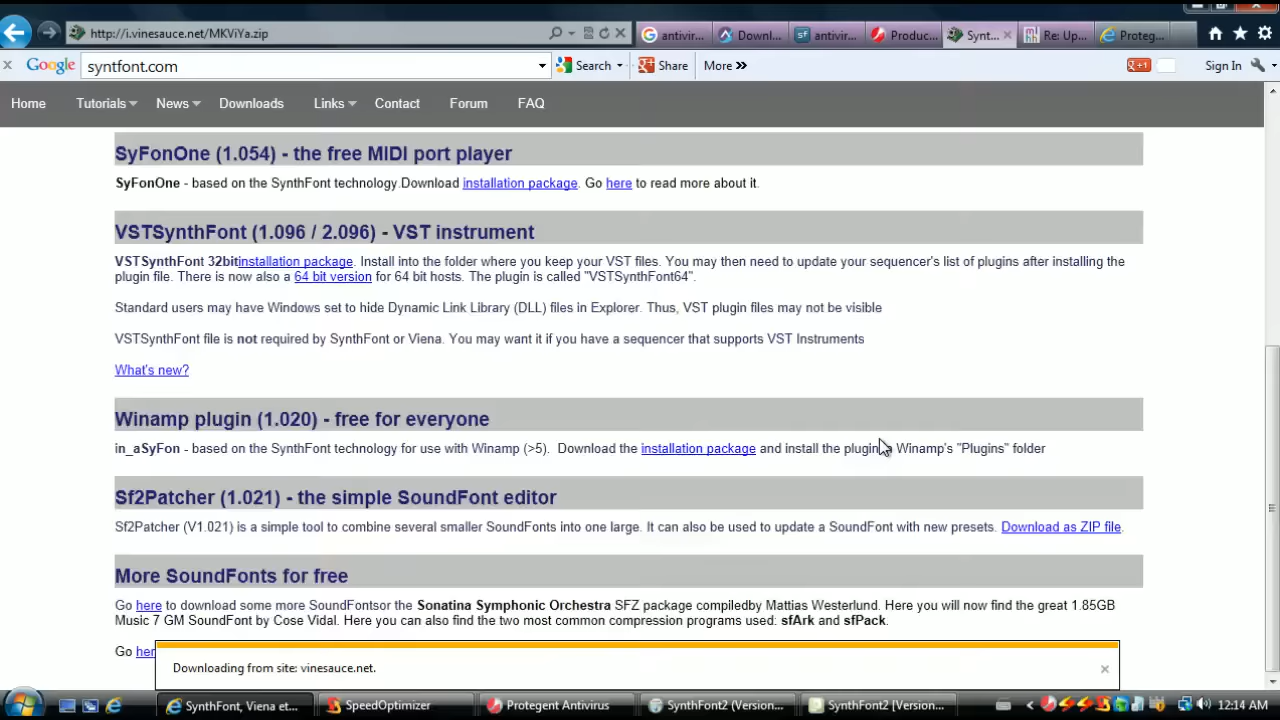 http://i.vinesauce.net/MKViYa.zip
antivir...
Downl...
antivir...
Produc...
Synt...
Re: Up...
Proteg...
Google
syntfont.com
Search
Share
More »
+1
Sign In
Home
Tutorials
News
Downloads
Links
Contact
Forum
FAQ
SyFonOne (1.054) - the free MIDI port player
SyFonOne - based on the SynthFont technology.Download installation package. Go here to read more about it.
VSTSynthFont (1.096 / 2.096) - VST instrument
VSTSynthFont 32bitinstallation package. Install into the folder where you keep your VST files. You may then need to update your sequencer's list of plugins after installing the
plugin file. There is now also a 64 bit version for 64 bit hosts. The plugin is called "VSTSynthFont64".
Standard users may have Windows set to hide Dynamic Link Library (DLL) files in Explorer. Thus, VST plugin files may not be visible
VSTSynthFont file is not required by SynthFont or Viena. You may want it if you have a sequencer that supports VST Instruments
What's new?
Winamp plugin (1.020) - free for everyone
in_aSyFon - based on the SynthFont technology for use with Winamp (>5). Download the installation package and install the plugin Winamp's "Plugins" folder
Sf2Patcher (1.021) - the simple SoundFont editor
Sf2Patcher (V1.021) is a simple tool to combine several smaller SoundFonts into one large. It can also be used to update a SoundFont with new presets. Download as ZIP file.
More SoundFonts for free
Go here to download some more SoundFontsor the Sonatina Symphonic Orchestra SFZ package compiledby Mattias Westerlund. Here you will now find the great 1.85GB
Music 7 GM SoundFont by Cose Vidal. Here you can also find the two most common compression programs used: sfArk and sfPack.
Go her
Downloading from site: vinesauce.net.
SynthFont, Viena et...
SpeedOptimizer
Protegent Antivirus
SynthFont2 (Version...
SynthFont2 [Version...
12:14 AM